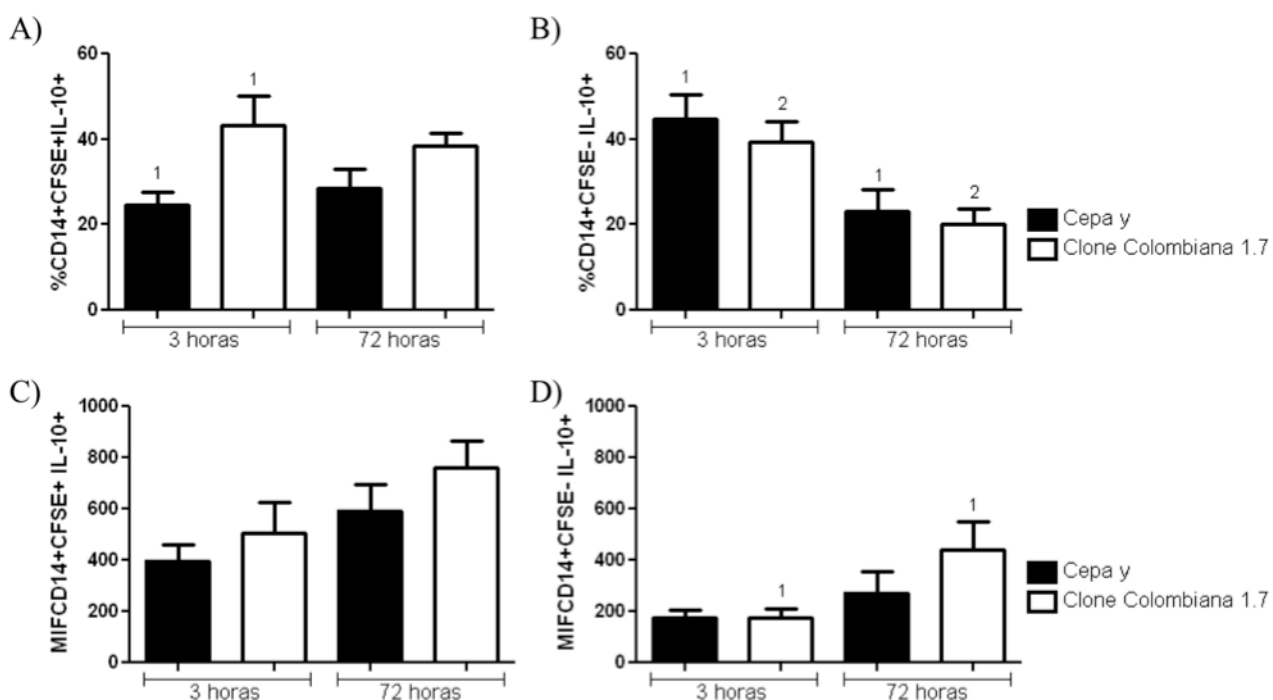 A)
%CD14+CFSE+IL-10+
60
40
20
0
1
1
3 horas
72 horas
B)
%CD14+CFSE- IL-10+
60
40
20
0
1
2
1
2
3 horas
72 horas
Cepa y
Clone Colombiana 1.7
C)
MIFCD14+CFSE+ IL-10+
1000
800
600
400
200
0
3 horas
72 horas
D)
MIFCD14+CFSE- IL-10+
1000
800
600
400
200
0
1
1
3 horas
72 horas
Cepa y
Clone Colombiana 1.7